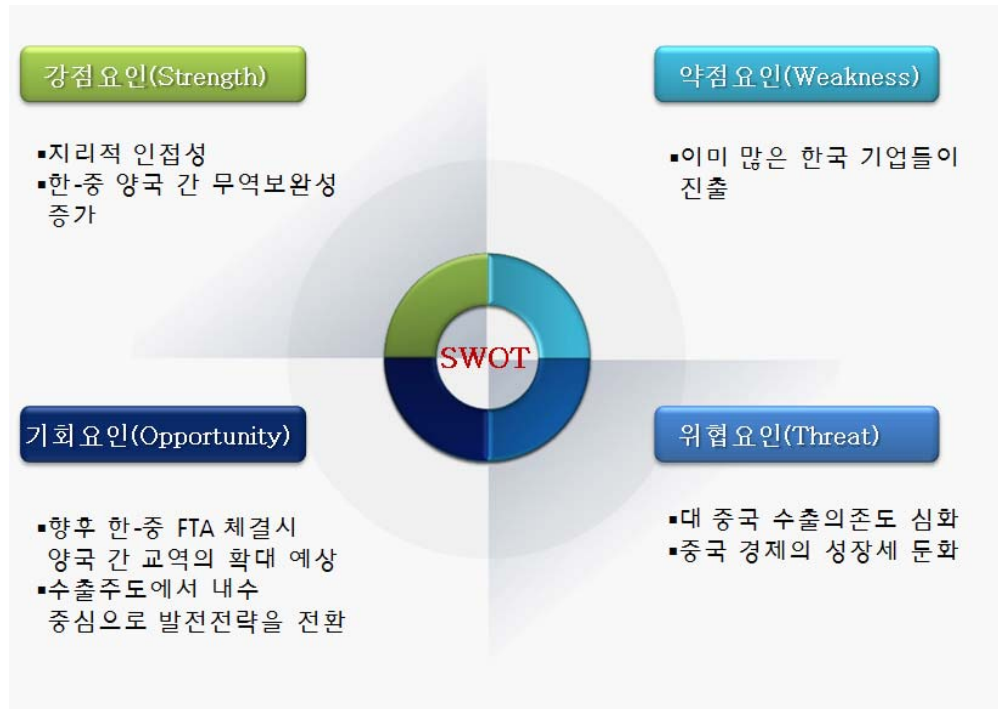 강점요인(Strength)
▪지리적 인접성
▪한-중 양국 간 무역보완성
증가
약점요인(Weakness)
▪이미 많은 한국 기업들이
진출
SWOT
기회요인(Opportunity)
▪향후 한-중 FTA 체결시
양국 간 교역의 확대 예상
▪수출주도에서 내수
중심으로 발전전략을 전환
위협요인(Threat)
▪대 중국 수출의존도 심화
▪중국 경제의 성장세 둔화